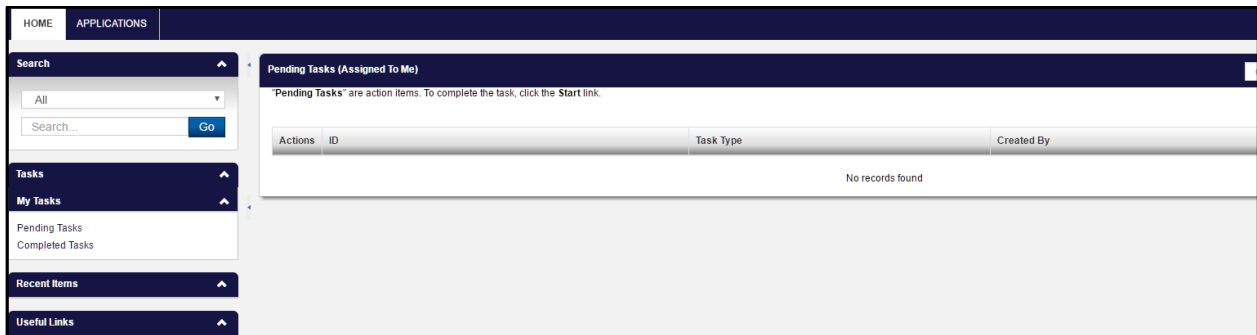 HOME APPLICATIONS
Search
All
Search...
Go
Tasks
My Tasks
Pending Tasks
Completed Tasks
Recent Items
Useful Links
Pending Tasks (Assigned To Me)
"Pending Tasks" are action items. To complete the task, click the Start link.
Actions ID Task Type Created By
No records found